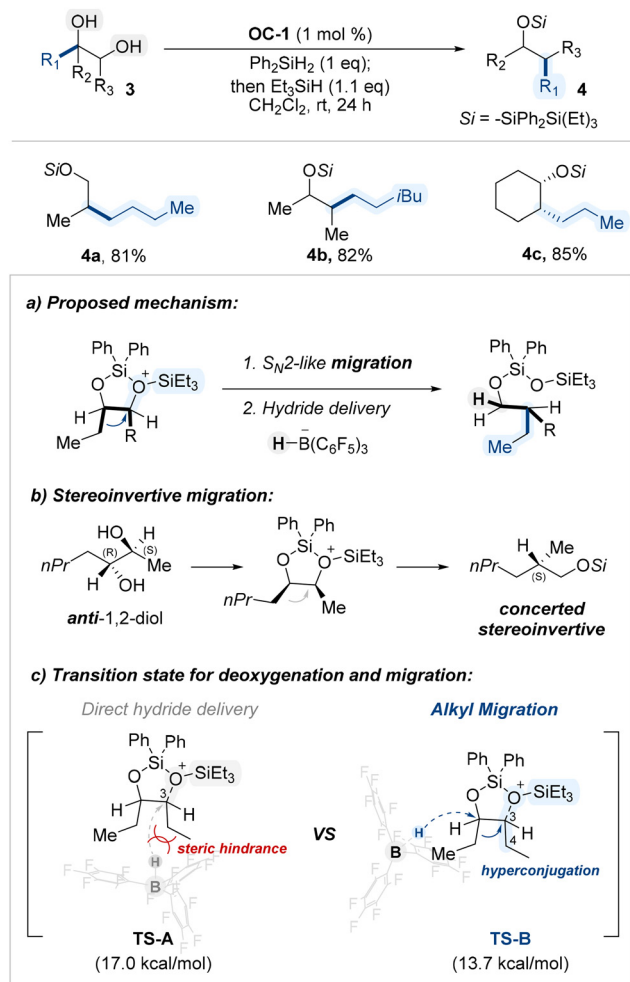 OH
OH
R1
R2
R3
3
OC-1 (1 mol %)
Ph2SiH2 (1 eq);
then Et3SiH (1.1 eq)
CH2Cl2, rt, 24 h
OSi
R2
R3
R1
4
Si = -SiPh2Si(Et)3
SiO
Me
Me
4a, 81%
OSi
Me
Me
iBu
4b, 82%
OSi
Me
4c, 85%
a) Proposed mechanism:
Ph Ph
Si
O
O
+
SiEt3
H
H
Me
R
1. SN2-like migration
2. Hydride delivery
H–B(C6F5)3
−
Ph Ph
Si
O
O
SiEt3
H
H
H
Me
R
b) Stereoinvertive migration:
HO
H
(R)
(S)
nPr
Me
H
OH
anti-1,2-diol
Ph Ph
Si
O
O
+
SiEt3
nPr
Me
H
Me
nPr
(S)
OSi
concerted
stereoinvertive
c) Transition state for deoxygenation and migration:
Direct hydride delivery
Alkyl Migration
Ph Ph
Si
O
O
+
SiEt3
3
H
H
Me
steric hindrance
H
B
F
F
F
F
F
F
F
F
F
F
TS-A
(17.0 kcal/mol)
VS
Ph Ph
Si
O
O
+
SiEt3
3
H
H
H
4
B
Me
hyperconjugation
F
F
F
F
F
F
F
F
F
F
TS-B
(13.7 kcal/mol)